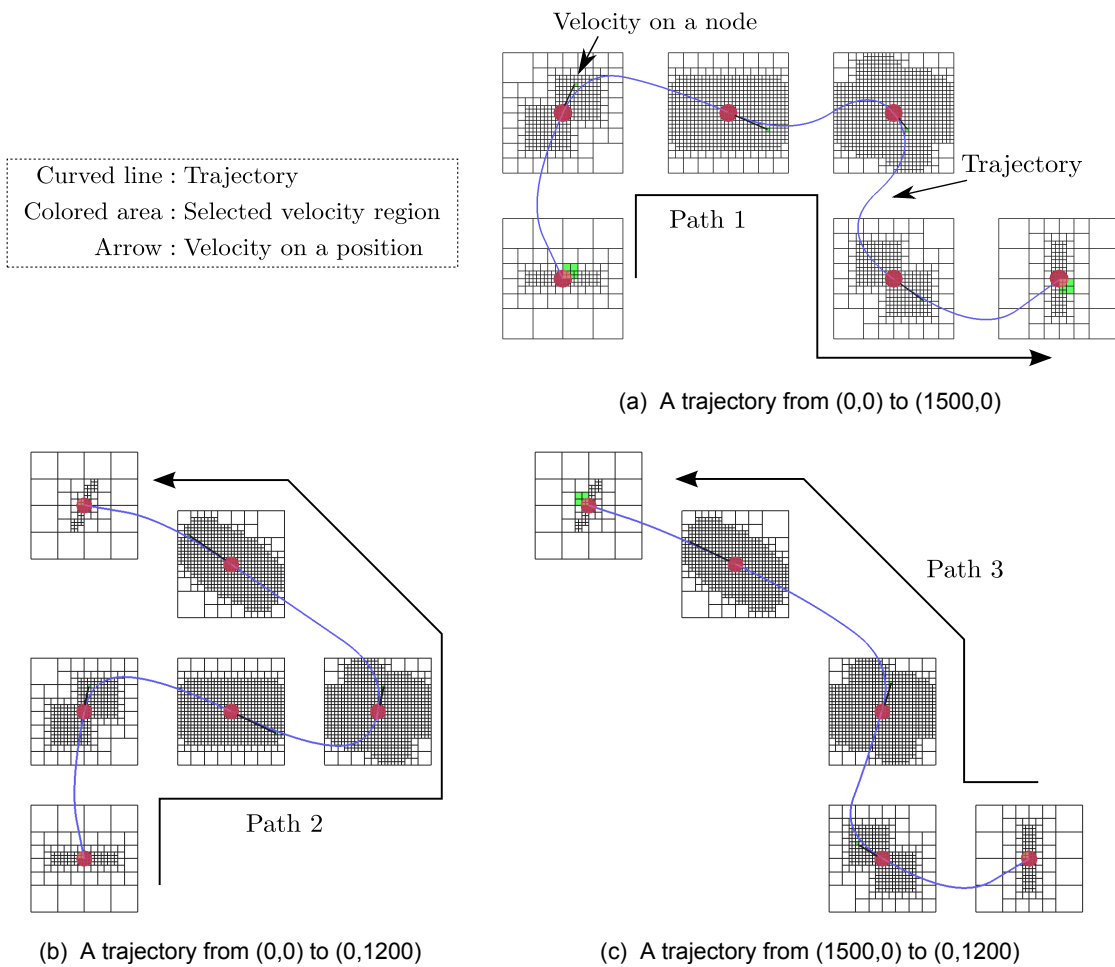 Velocity on a node
Curved line : Trajectory
Colored area : Selected velocity region
Arrow : Velocity on a position
Trajectory
Path 1
(a) A trajectory from (0,0) to (1500,0)
Path 2
Path 3
(b) A trajectory from (0,0) to (0,1200)
(c) A trajectory from (1500,0) to (0,1200)